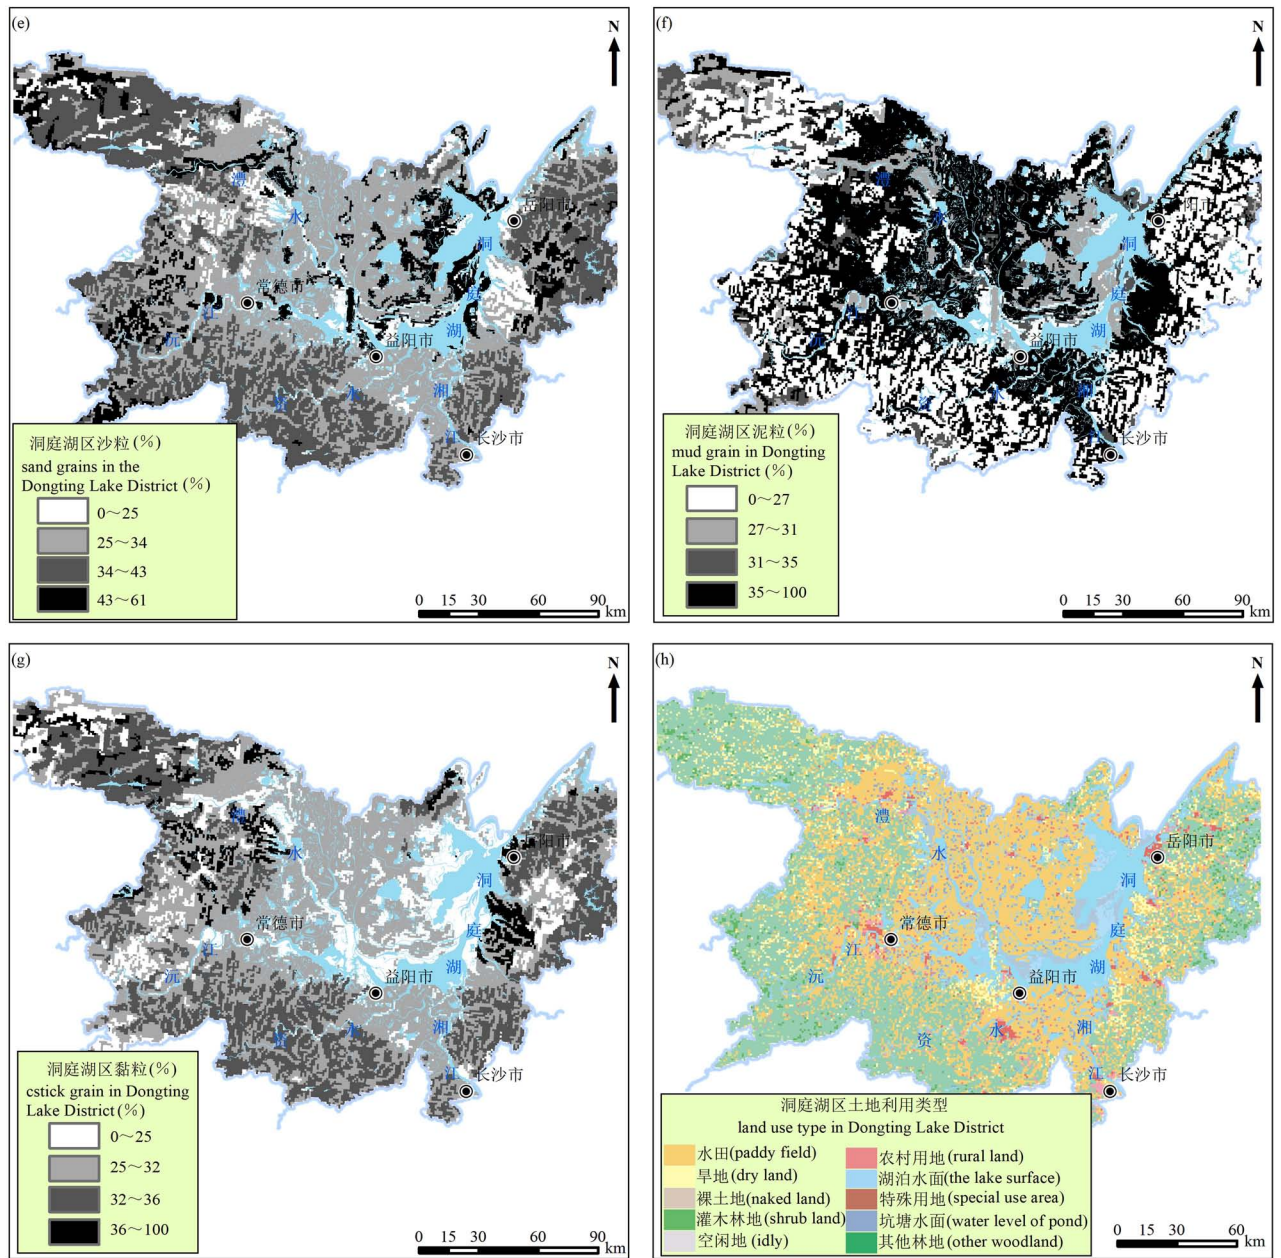 (e)
N
岳阳市
澧
水
洞
庭
湖
常德市
江
沅
益阳市
资
水
湘
江
长沙市
洞庭湖区沙粒(%)
sand grains in the
Dongting Lake District (%)
0～25
25～34
34～43
43～61
0 15 30 60 90
km
(f)
N
岳阳市
澧
水
洞
庭
湖
江
沅
益阳市
资
水
湘
江
长沙市
洞庭湖区泥粒(%)
mud grain in Dongting
Lake District (%)
0～27
27～31
31～35
35～100
0 15 30 60 90
km
(g)
N
岳阳市
澧
水
洞
庭
湖
常德市
江
沅
益阳市
资
水
湘
江
长沙市
洞庭湖区黏粒(%)
cstick grain in Dongting
Lake District (%)
0～25
25～32
32～36
36～100
0 15 30 60 90
km
(h)
N
岳阳市
澧
水
洞
庭
湖
常德市
江
沅
益阳市
资
水
湘
江
长沙市
洞庭湖区土地利用类型
land use type in Dongting Lake District
水田(paddy field)
旱地(dry land)
裸土地(naked land)
灌木林地(shrub land)
空闲地(idly)
农村用地(rural land)
湖泊水面(the lake surface)
特殊用地(special use area)
坑塘水面(water level of pond)
其他林地(other woodland)
0 15 30 60
km